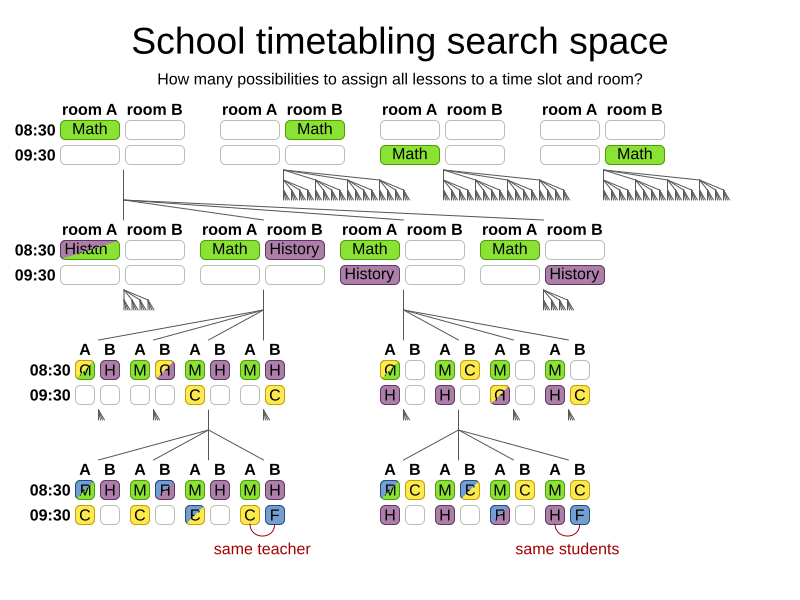 School timetabling search space
How many possibilities to assign all lessons to a time slot and room?
room A room B room A room B room A room B room A room B
08:30 Math Math
09:30 Math Math
room A room B room A room B room A room B room A room B
08:30 Math History Math Math
09:30 History History
A B A B A B A B A B A B A B A B
08:30 M H M H M H M H M M C M M
09:30 C C H H H C
A B A B A B A B A B A B A B A B
08:30 M H M H M H M H M C M C M C M C
09:30 C C C C F H H H H F
same teacher same students